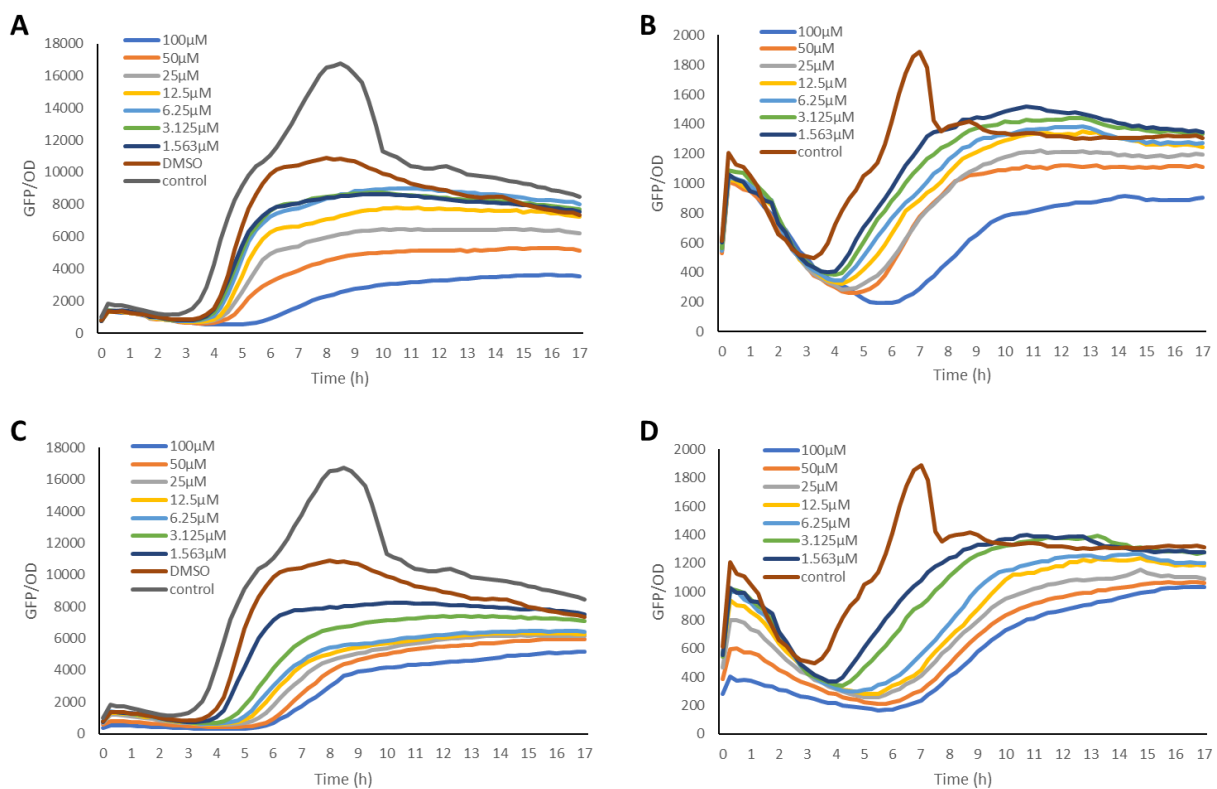 A
GFP/OD
18000
16000
14000
12000
10000
8000
6000
4000
2000
0
100µM
50µM
25µM
12.5µM
6.25µM
3.125µM
1.563µM
DMSO
control
0 1 2 3 4 5 6 7 8 9 10 11 12 13 14 15 16 17
Time (h)
B
GFP/OD
2000
1800
1600
1400
1200
1000
800
600
400
200
0
100µM
50µM
25µM
12.5µM
6.25µM
3.125µM
1.563µM
control
0 1 2 3 4 5 6 7 8 9 10 11 12 13 14 15 16 17
Time (h)
C
GFP/OD
18000
16000
14000
12000
10000
8000
6000
4000
2000
0
100µM
50µM
25µM
12.5µM
6.25µM
3.125µM
1.563µM
DMSO
control
0 1 2 3 4 5 6 7 8 9 10 11 12 13 14 15 16 17
Time (h)
D
GFP/OD
2000
1800
1600
1400
1200
1000
800
600
400
200
0
100µM
50µM
25µM
12.5µM
6.25µM
3.125µM
1.563µM
control
0 1 2 3 4 5 6 7 8 9 10 11 12 13 14 15 16 17
Time (h)